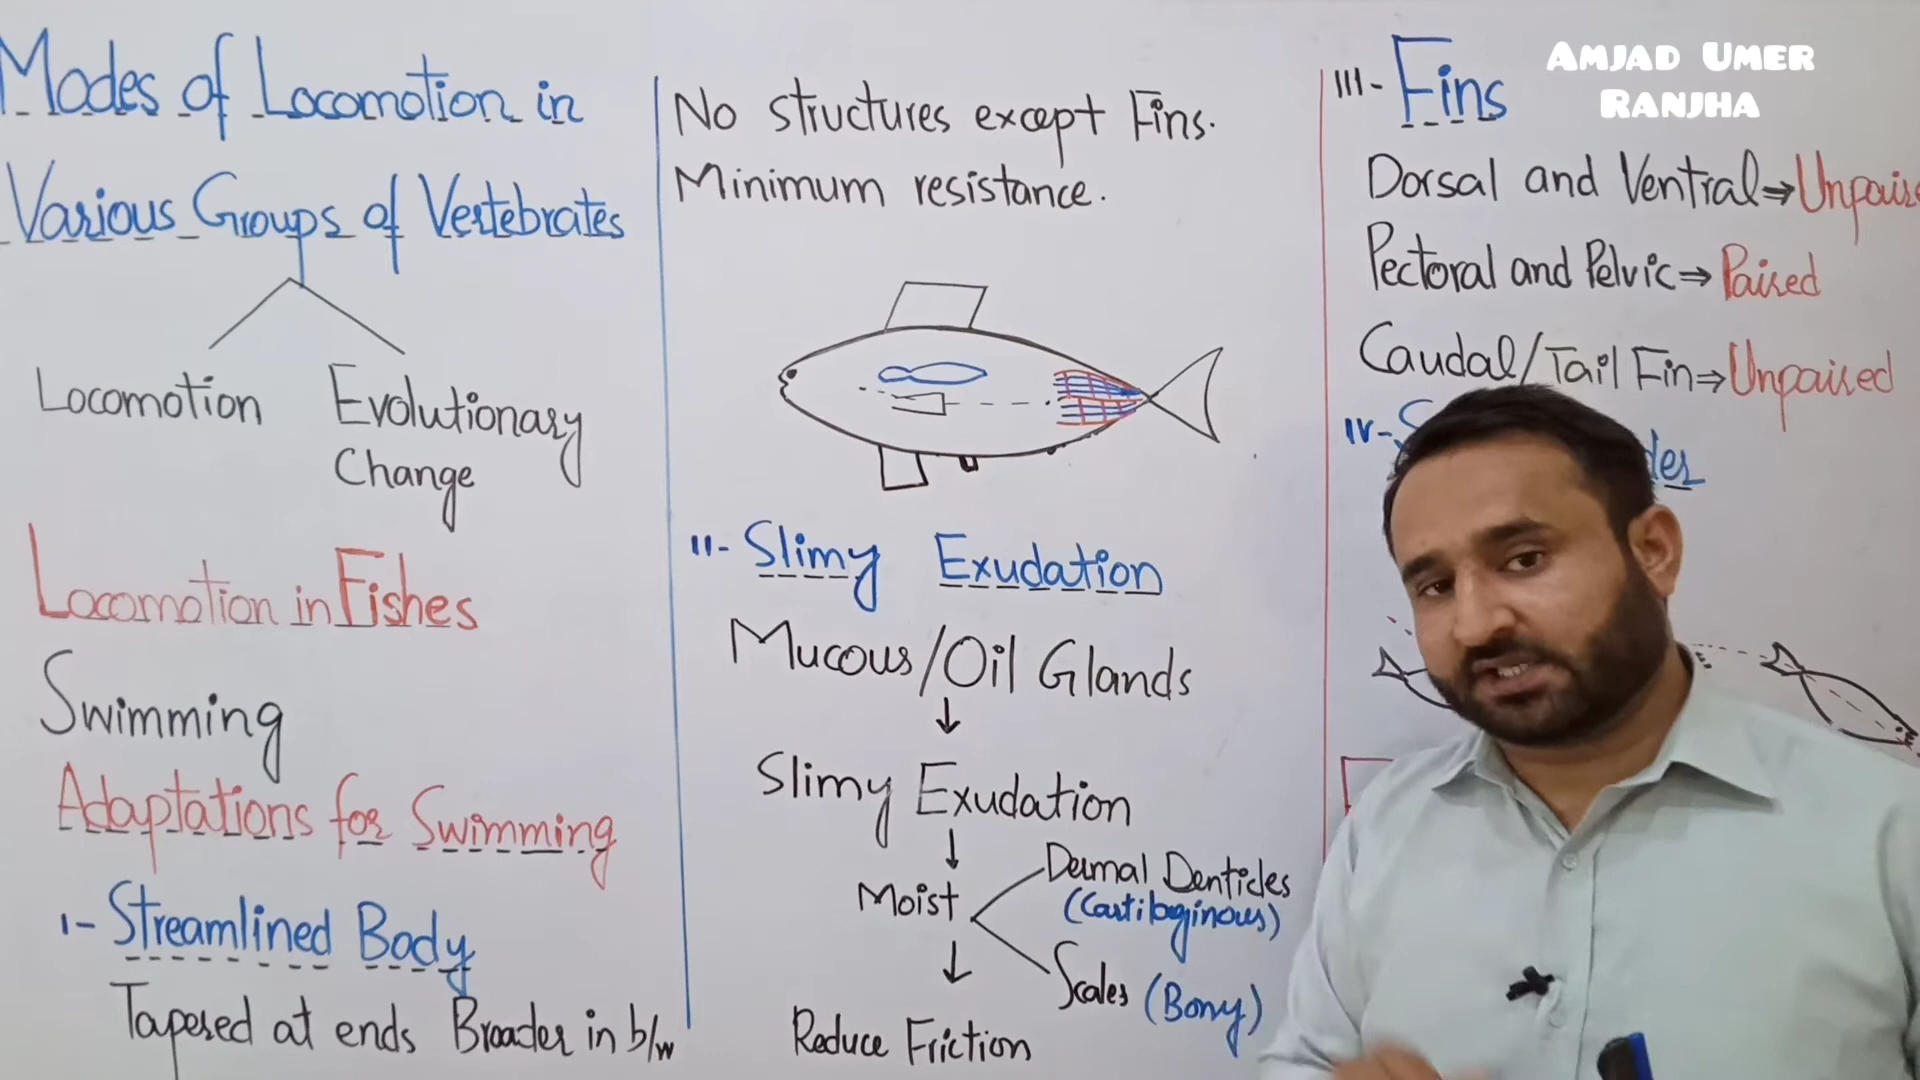 Modes of Locomotion in
Various Groups of Vertebrates
Locomotion
Evolutionary
Change
Locomotion in Fishes
Swimming
Adaptations for Swimming
I- Streamlined Body
Tapered at ends Broader in b/w
No structures except Fins.
Minimum resistance.
II- Slimy Exudation
Mucous/Oil Glands
↓
Slimy Exudation
↓
Moist
Dermal Denticles
(Cartilaginous)
Scales (Bony)
↓
Reduce Friction
III- Fins
Dorsal and Ventral ⇒
Pectoral and Pelvic ⇒ Paired
Caudal/Tail Fin ⇒ Unpaired
IV-
AMJAD UMER
RANJHA